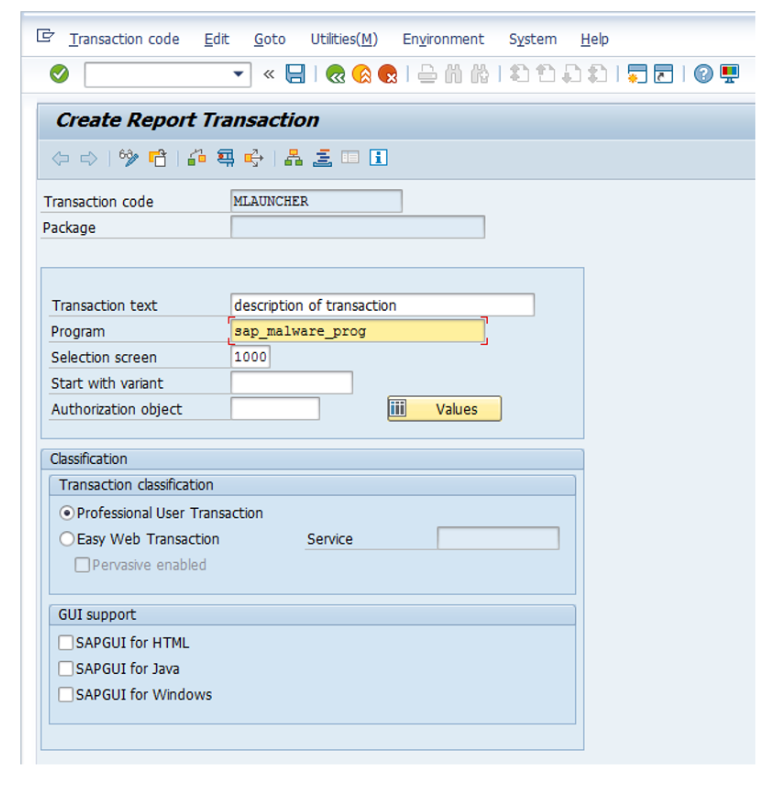 Transaction code Edit Goto Utilities(M) Environment System Help
Create Report Transaction
Transaction code MLAUNCHER
Package
Transaction text description of transaction
Program sap_malware_prog
Selection screen 1000
Start with variant
Authorization object Values
Classification
Transaction classification
Professional User Transaction
Easy Web Transaction Service
Pervasive enabled
GUI support
SAPGUI for HTML
SAPGUI for Java
SAPGUI for Windows